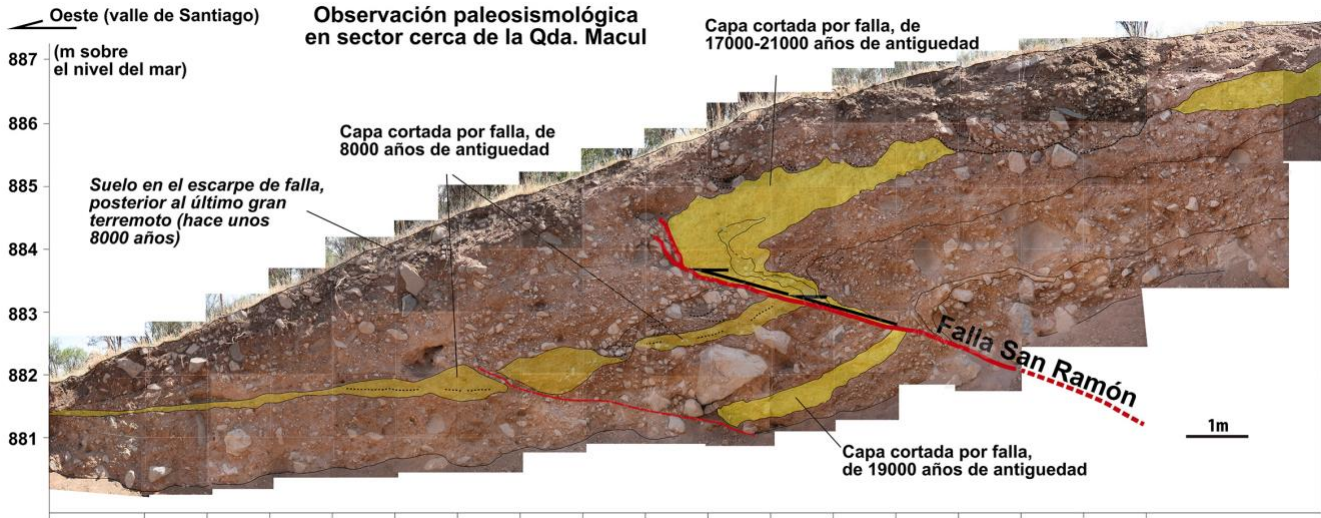 Oeste (valle de Santiago)
Observación paleosismológica
en sector cerca de la Qda. Macul
(m sobre
el nivel del mar)
887
886
885
884
883
882
881
Capa cortada por falla, de
17000-21000 años de antiguedad
Capa cortada por falla, de
8000 años de antiguedad
Suelo en el escarpe de falla,
posterior al último gran
terremoto (hace unos
8000 años)
Falla San Ramón
1m
Capa cortada por falla,
de 19000 años de antiguedad